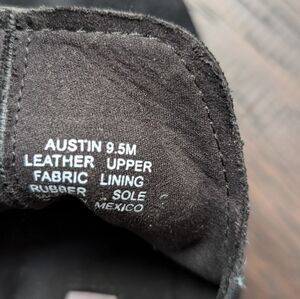 AUSTIN 9.5M
LEATHER UPPER
FABRIC LINING
RUBBER SOLE
MEXICO